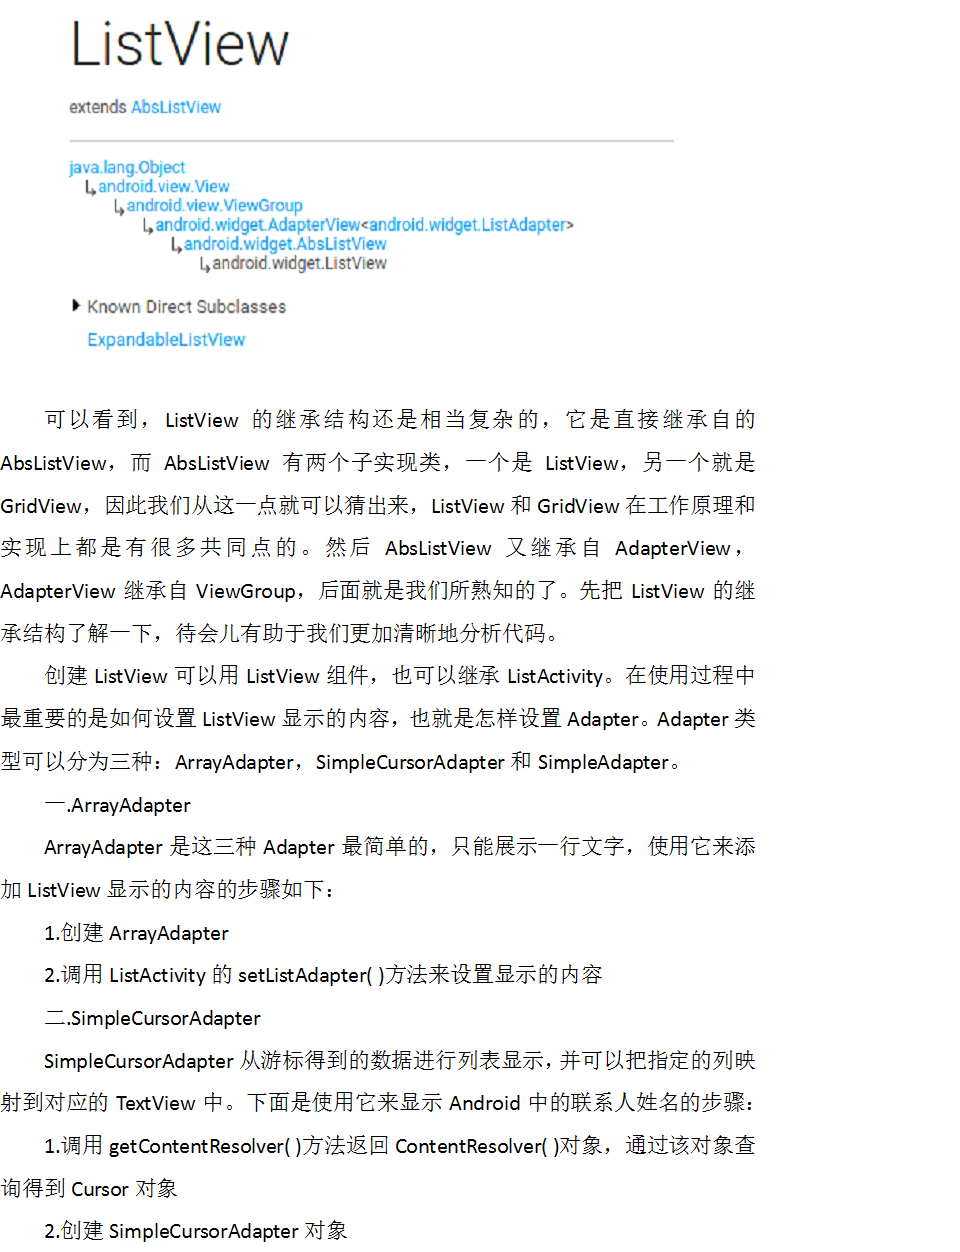 ListView
extends AbsListView
java.lang.Object
↳android.view.View
↳android.view.ViewGroup
↳android.widget.AdapterView<android.widget.ListAdapter>
↳android.widget.AbsListView
↳android.widget.ListView
Known Direct Subclasses
ExpandableListView
可以看到，ListView 的继承结构还是相当复杂的，它是直接继承自的
AbsListView，而 AbsListView 有两个子实现类，一个是 ListView，另一个就是
GridView，因此我们从这一点就可以猜出来，ListView 和 GridView 在工作原理和
实现上都是有很多共同点的。然后 AbsListView 又继承自 AdapterView，
AdapterView 继承自 ViewGroup，后面就是我们所熟知的了。先把 ListView 的继
承结构了解一下，待会儿有助于我们更加清晰地分析代码。
创建 ListView 可以用 ListView 组件，也可以继承 ListActivity。在使用过程中
最重要的是如何设置 ListView 显示的内容，也就是怎样设置 Adapter。Adapter 类
型可以分为三种：ArrayAdapter，SimpleCursorAdapter 和 SimpleAdapter。
一.ArrayAdapter
ArrayAdapter 是这三种 Adapter 最简单的，只能展示一行文字，使用它来添
加 ListView 显示的内容的步骤如下：
1.创建 ArrayAdapter
2.调用 ListActivity 的 setListAdapter( )方法来设置显示的内容
二.SimpleCursorAdapter
SimpleCursorAdapter 从游标得到的数据进行列表显示，并可以把指定的列映
射到对应的 TextView 中。下面是使用它来显示 Android 中的联系人姓名的步骤：
1.调用 getContentResolver( )方法返回 ContentResolver( )对象，通过该对象查
询得到 Cursor 对象
2.创建 SimpleCursorAdapter 对象